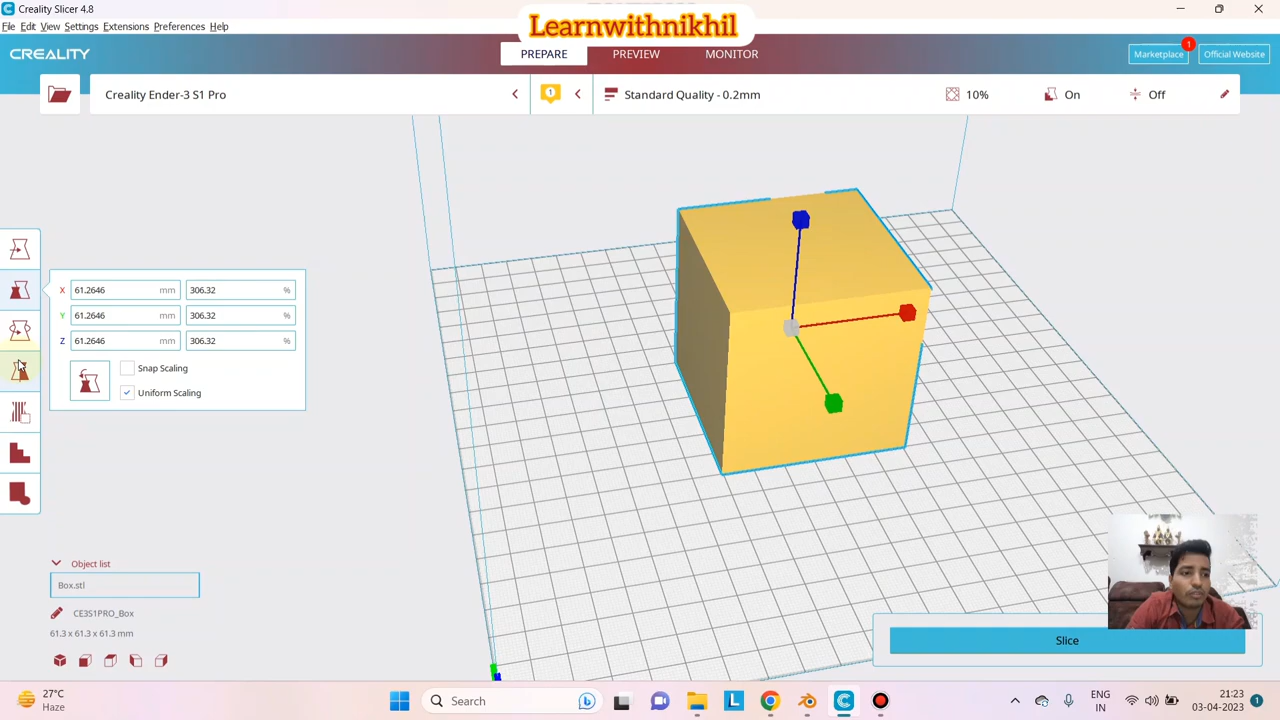 Creality Slicer 4.8
File Edit View Settings Extensions Preferences Help
Learnwithnikhil
CREALITY
PREPARE PREVIEW MONITOR
Marketplace 1 Official Website
Creality Ender-3 S1 Pro
1
Standard Quality - 0.2mm
10% On Off
X 61.2646 mm 306.32 %
Y 61.2646 mm 306.32 %
Z 61.2646 mm 306.32 %
Snap Scaling
Uniform Scaling
Object list
Box.stl
CE3S1PRO_Box
61.3 x 61.3 x 61.3 mm
Slice
27°C
Haze
Search
L
ENG
IN
21:23
03-04-2023
1